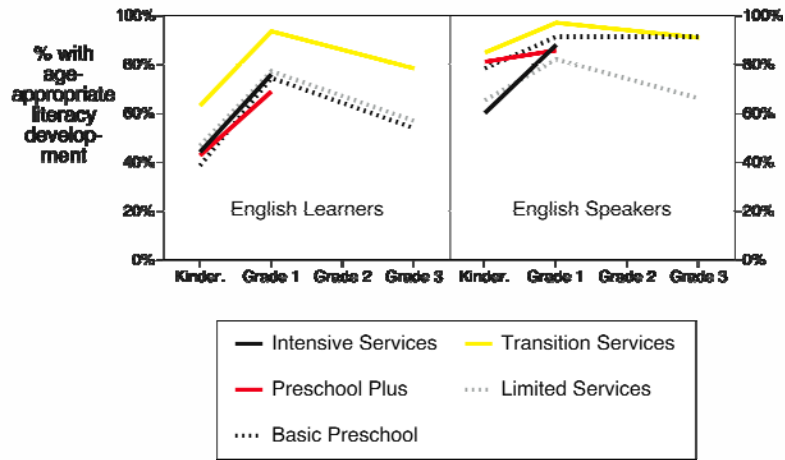 100%
100%
% with
age-
appropriate
literacy
develop-
ment
80%
80%
60%
60%
40%
40%
20%
English Learners
English Speakers
20%
0%
0%
Kinder.
Grade 1
Grade 2
Grade 3
Kinder.
Grade 1
Grade 2
Grade 3
Intensive Services
Transition Services
Preschool Plus
Limited Services
Basic Preschool